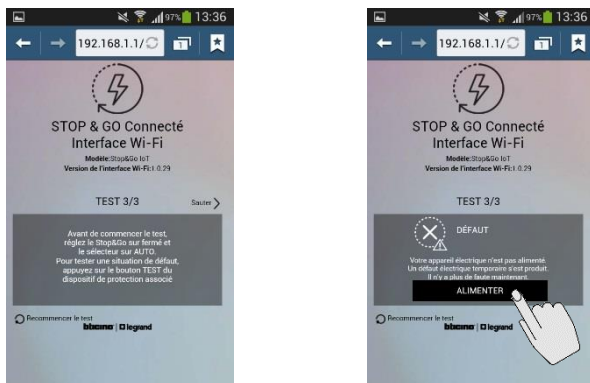 97% 13:36
192.168.1.1/
1
STOP & GO Connecté
Interface Wi-Fi
Modèle:Stop&Go IoT
Version de l'interface Wi-Fi:1.0.29
TEST 3/3
Sauter
Avant de commencer le test,
réglez le Stop&Go sur fermé et
le sélecteur sur AUTO.
Pour tester une situation de défaut,
appuyez sur le bouton TEST du
dispositif de protection associé
Recommencer le test
bticino legrand
97% 13:36
192.168.1.1/
1
STOP & GO Connecté
Interface Wi-Fi
Modèle:Stop&Go IoT
Version de l'interface Wi-Fi:1.0.29
TEST 3/3
DÉFAUT
Votre appareil électrique n'est pas alimenté.
Un défaut électrique temporaire s'est produit.
Il n'y a plus de faute maintenant.
ALIMENTER
Recommencer le test
bticino legrand